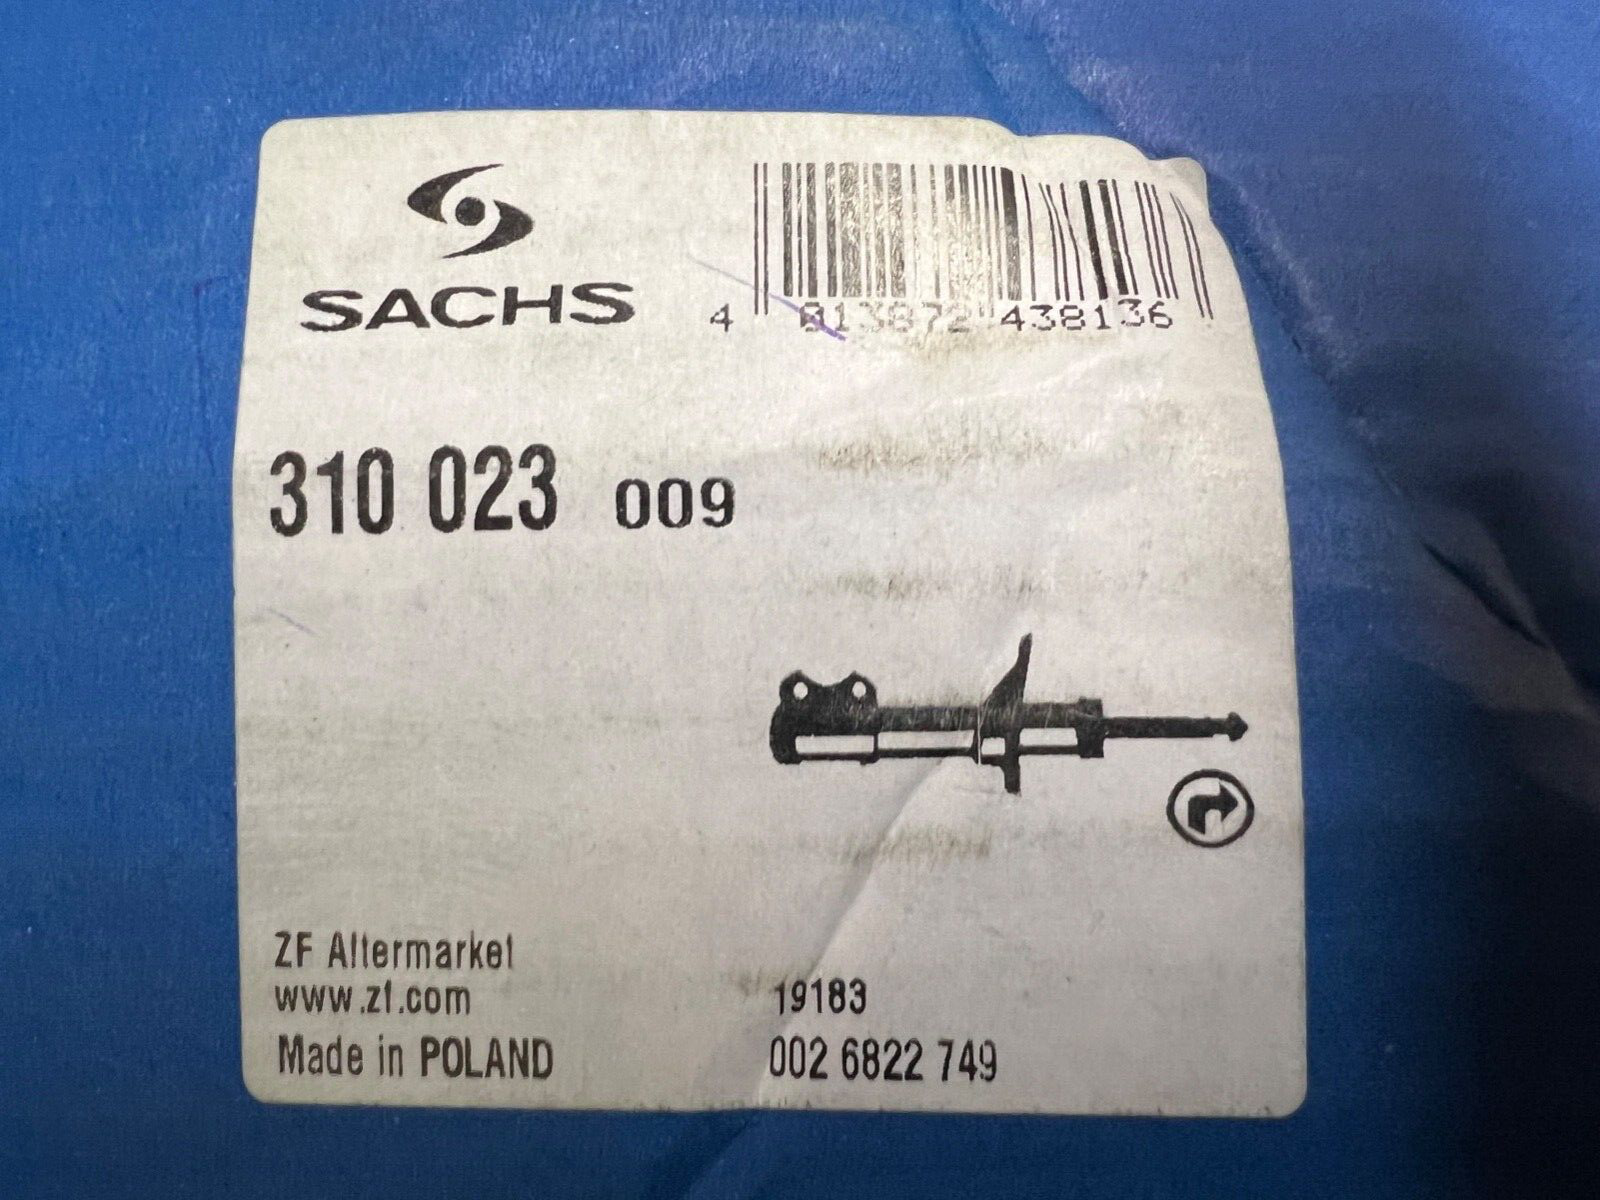 SACHS
4 013872 438136
310 023 009
ZF Aftermarket
www.zf.com
19183
Made in POLAND
002 6822 749